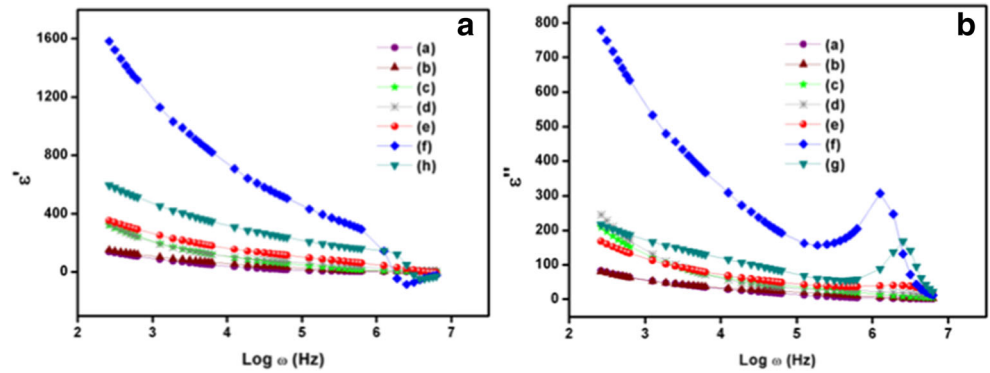 a
1600
1200
800
400
0
ε'
2 3 4 5 6 7
Log ω (Hz)
(a)
(b)
(c)
(d)
(e)
(f)
(h)
b
800
700
600
500
400
300
200
100
0
ε''
2 3 4 5 6 7
Log ω (Hz)
(a)
(b)
(c)
(d)
(e)
(f)
(g)